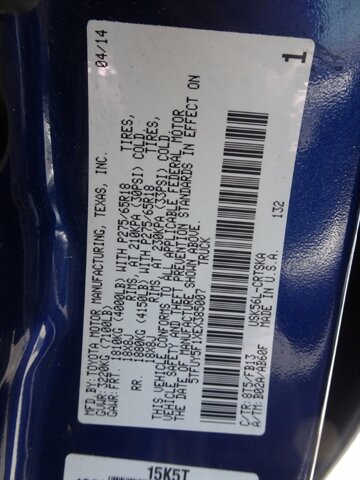 MFD. BY:
TOYOTA MOTOR MANUFACTURING, TEXAS, INC. 04/14
GVWR: 3220KG (7100LB)
GAWR: FRT. 1810KG (4000LB) WITH P275/65R18 TIRES,
18X8J RIMS, AT 210KPA (30PSI) COLD.
RR. 1880KG (4150LB) WITH P275/65R18 TIRES,
18X8J RIMS, AT 230KPA (33PSI) COLD.
THIS VEHICLE CONFORMS TO ALL APPLICABLE FEDERAL MOTOR
VEHICLE SAFETY AND THEFT PREVENTION STANDARDS IN EFFECT ON
THE DATE OF MANUFACTURE SHOWN ABOVE.
TRUCK
1
USK56L-CRTSKA
C/TR: 8T5/FB13
A/TM: B02A/AB60F U.S.A
132
15K5T